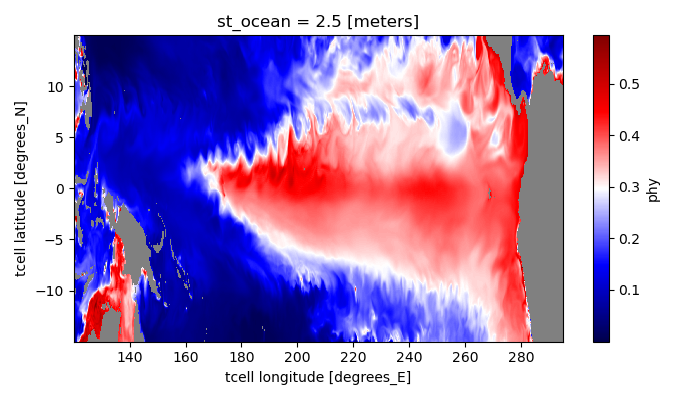 st_ocean = 2.5 [meters]
10
5
0
−5
−10
tcell latitude [degrees_N]
140 160 180 200 220 240 260 280
tcell longitude [degrees_E]
0.5
0.4
0.3
0.2
0.1
phy